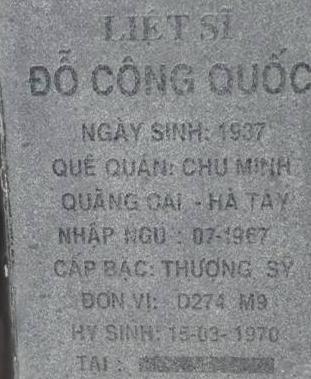 LIỆT SĨ
ĐỖ CÔNG QUỐC
NGÀY SINH: 1937
QUÊ QUÁN: CHU MINH
QUẢNG OAI - HÀ TÂY
NHẬP NGŨ : 07-1967
CẤP BẬC: THƯỢNG SỸ
ĐƠN VỊ: D274 M9
HY SINH: 15-03-1970
TẠI :